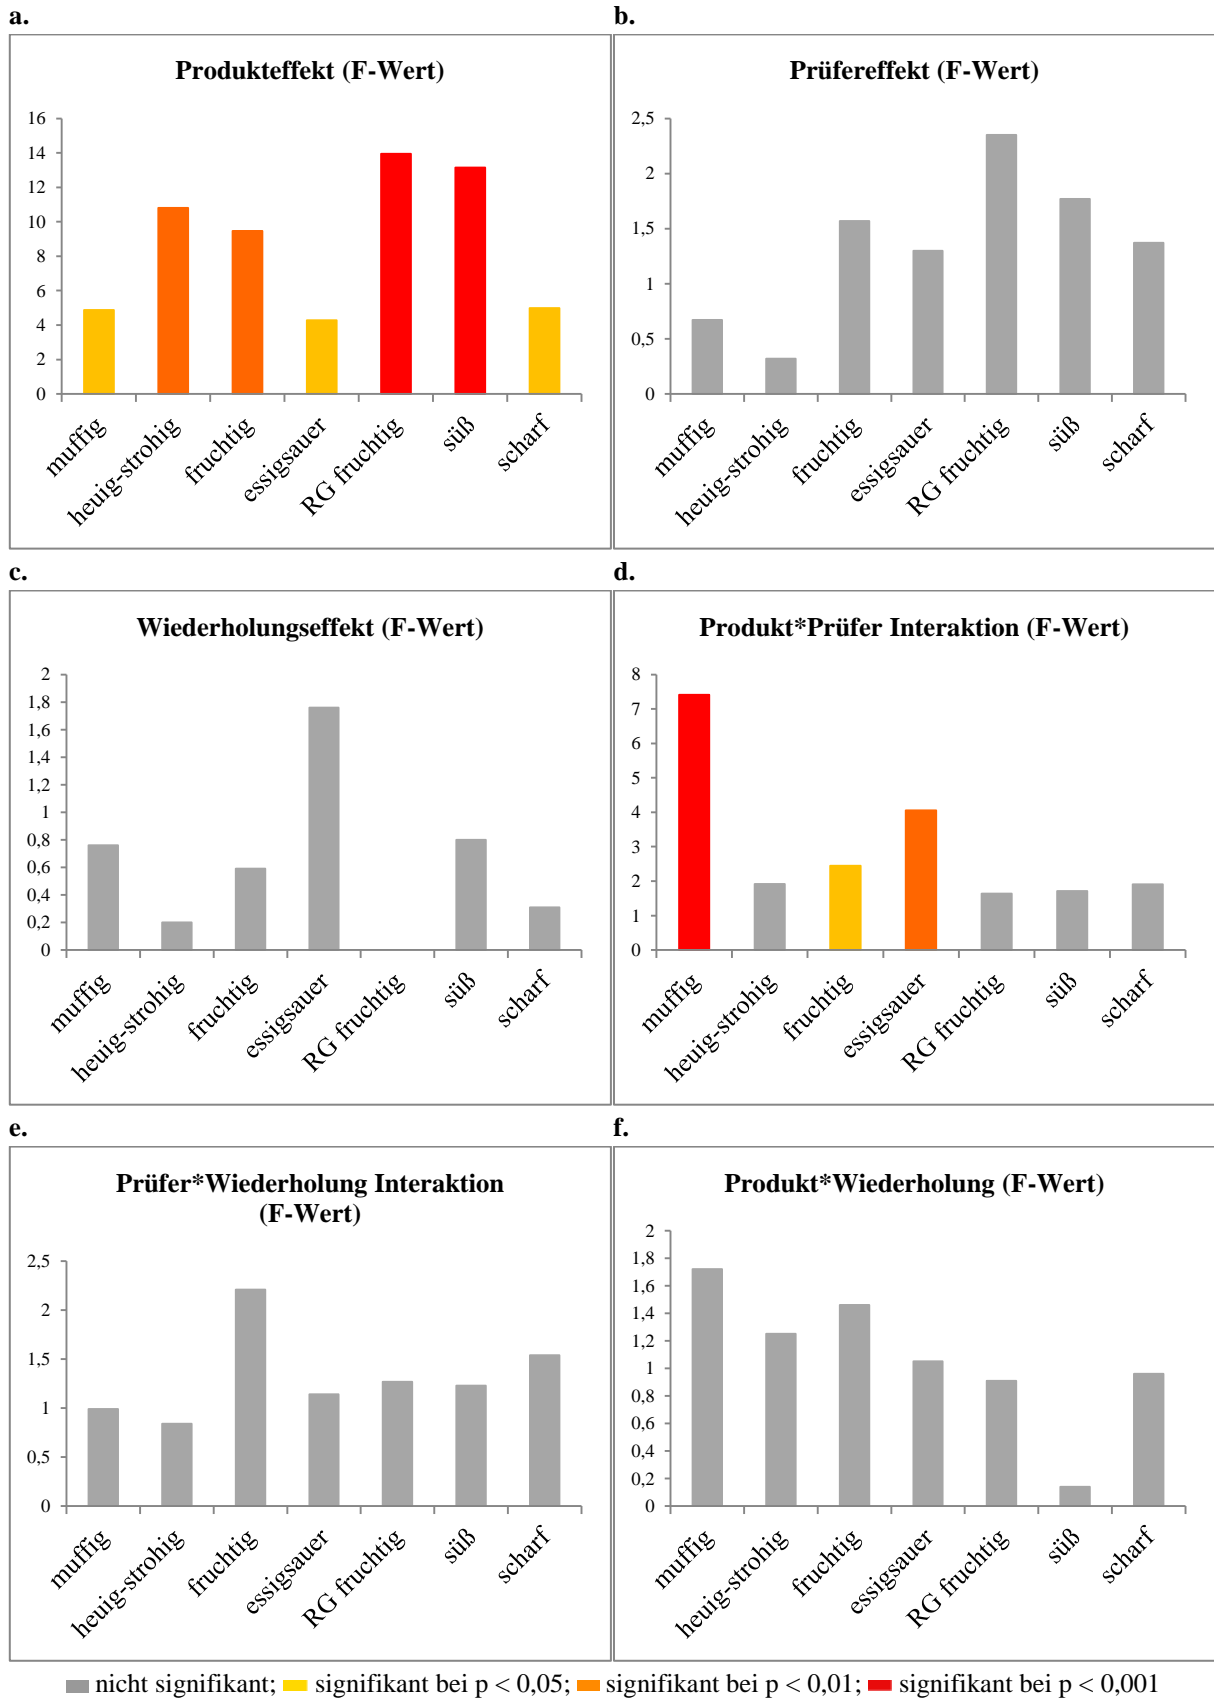 a.
Produkteffekt (F-Wert)
16
14
12
10
8
6
4
2
0
muffig
heuig-strohig
fruchtig
essigsauer
RG fruchtig
süß
scharf
b.
Prüfereffekt (F-Wert)
2,5
2
1,5
1
0,5
0
muffig
heuig-strohig
fruchtig
essigsauer
RG fruchtig
süß
scharf
c.
Wiederholungseffekt (F-Wert)
2
1,8
1,6
1,4
1,2
1
0,8
0,6
0,4
0,2
0
muffig
heuig-strohig
fruchtig
essigsauer
RG fruchtig
süß
scharf
d.
Produkt*Prüfer Interaktion (F-Wert)
8
7
6
5
4
3
2
1
0
muffig
heuig-strohig
fruchtig
essigsauer
RG fruchtig
süß
scharf
e.
Prüfer*Wiederholung Interaktion
(F-Wert)
2,5
2
1,5
1
0,5
0
muffig
heuig-strohig
fruchtig
essigsauer
RG fruchtig
süß
scharf
f.
Produkt*Wiederholung (F-Wert)
2
1,8
1,6
1,4
1,2
1
0,8
0,6
0,4
0,2
0
muffig
heuig-strohig
fruchtig
essigsauer
RG fruchtig
süß
scharf
nicht signifikant; signifikant bei p < 0,05; signifikant bei p < 0,01; signifikant bei p < 0,001